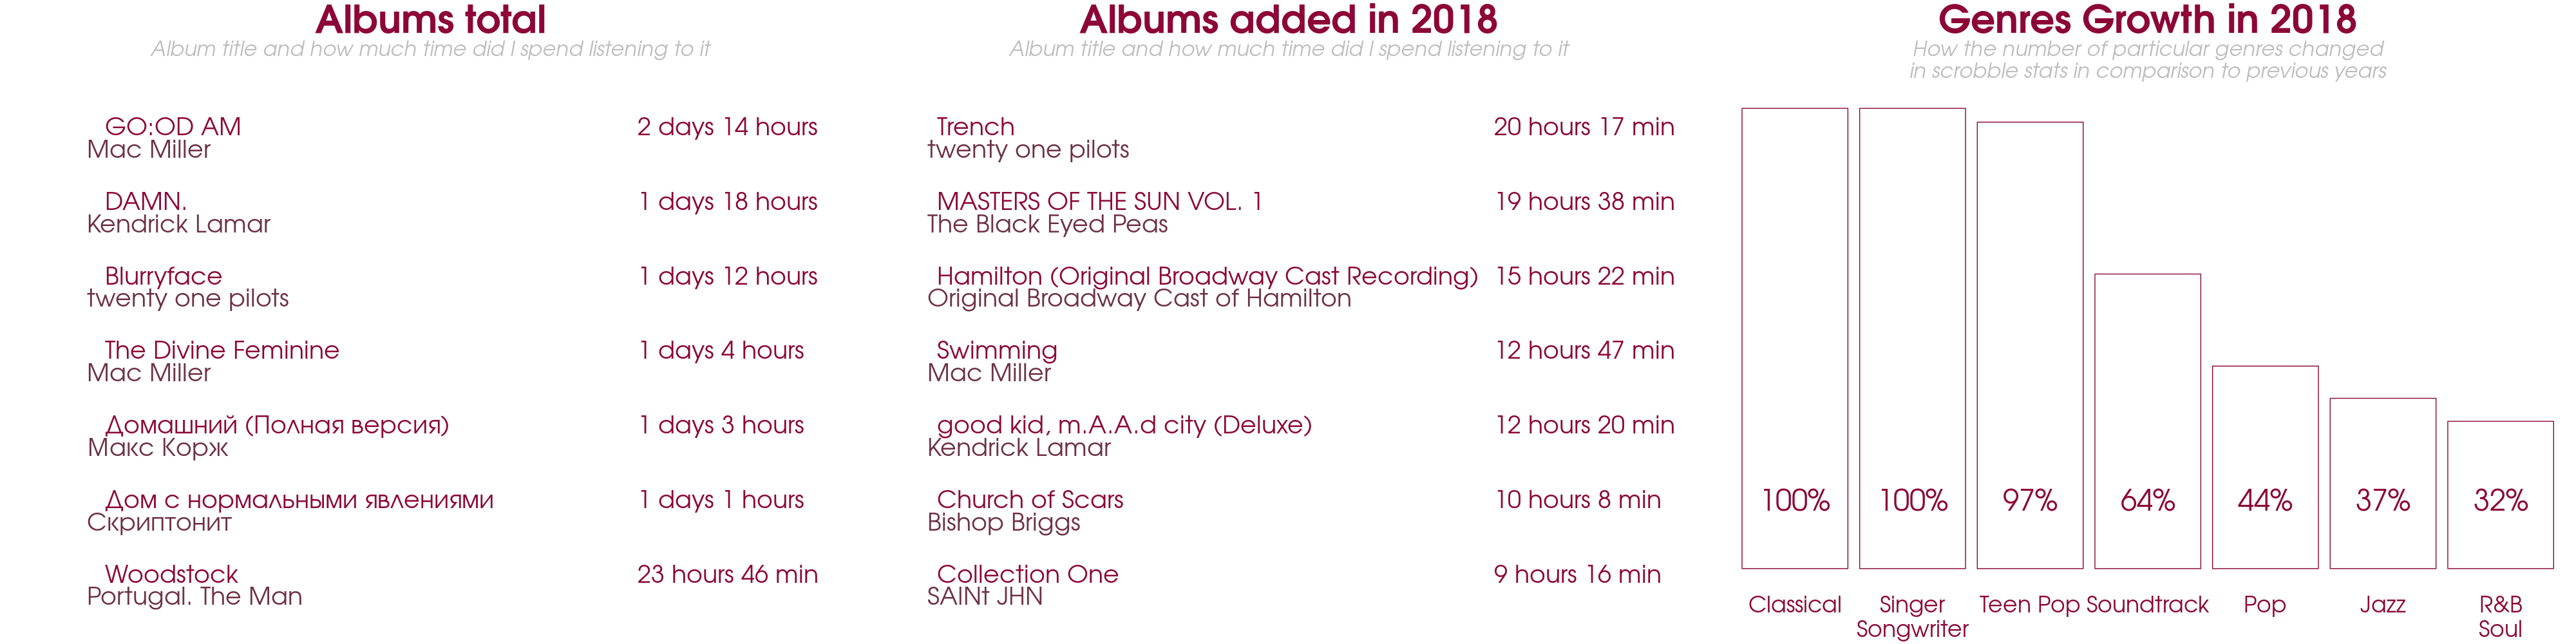 Albums total
Album title and how much time did I spend listening to it
GO:OD AM 2 days 14 hours
Mac Miller
DAMN. 1 days 18 hours
Kendrick Lamar
Blurryface 1 days 12 hours
twenty one pilots
The Divine Feminine 1 days 4 hours
Mac Miller
Домашний (Полная версия) 1 days 3 hours
Макс Корж
Дом с нормальными явлениями 1 days 1 hours
Скриптонит
Woodstock 23 hours 46 min
Portugal. The Man
Albums added in 2018
Album title and how much time did I spend listening to it
Trench 20 hours 17 min
twenty one pilots
MASTERS OF THE SUN VOL. 1 19 hours 38 min
The Black Eyed Peas
Hamilton (Original Broadway Cast Recording) 15 hours 22 min
Original Broadway Cast of Hamilton
Swimming 12 hours 47 min
Mac Miller
good kid, m.A.A.d city (Deluxe) 12 hours 20 min
Kendrick Lamar
Church of Scars 10 hours 8 min
Bishop Briggs
Collection One 9 hours 16 min
SAINt JHN
Genres Growth in 2018
How the number of particular genres changed
in scrobble stats in comparison to previous years
100% 100% 97% 64% 44% 37% 32%
Classical Singer Teen Pop Soundtrack Pop Jazz R&B
Songwriter Soul